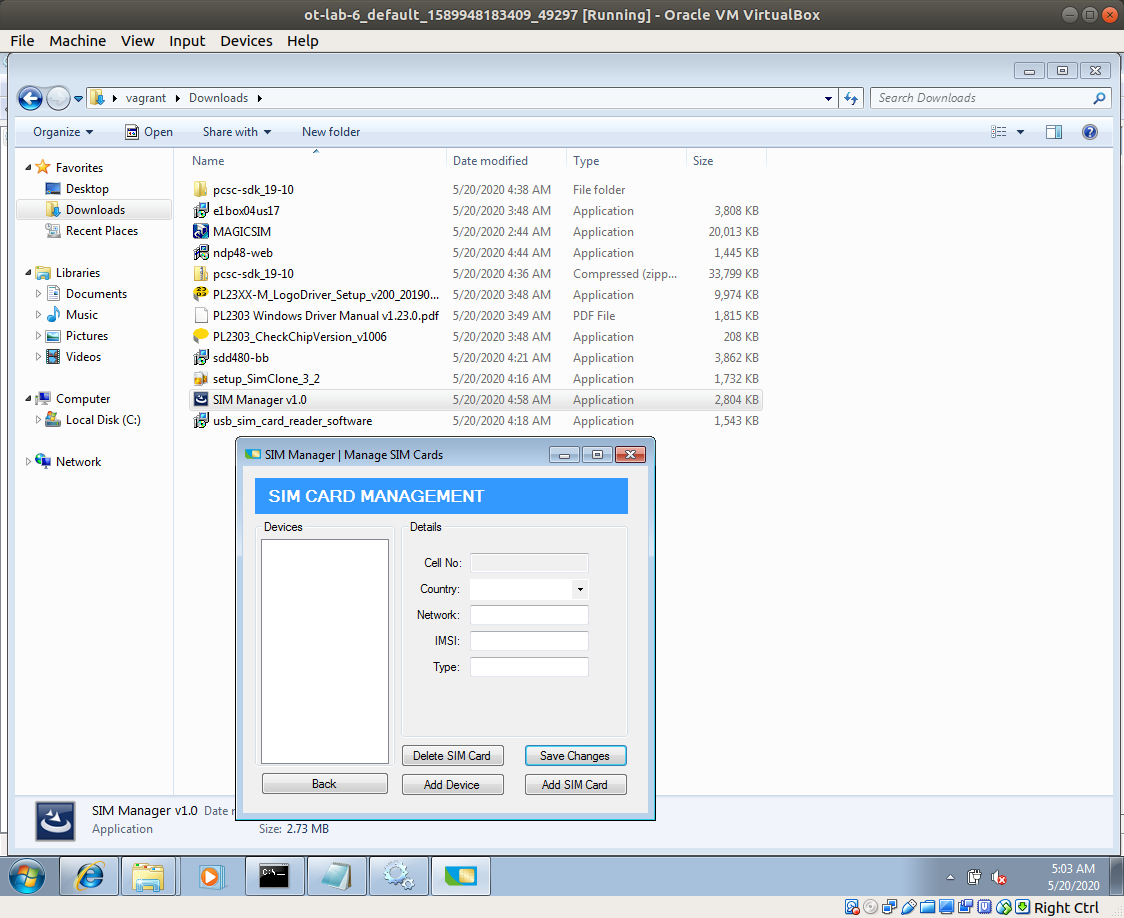 ot-lab-6_default_1589948183409_49297 [Running] - Oracle VM VirtualBox
File Machine View Input Devices Help
vagrant Downloads
Search Downloads
Organize Open Share with New folder
Name Date modified Type Size
Favorites
Desktop
Downloads
Recent Places
Libraries
Documents
Music
Pictures
Videos
Computer
Local Disk (C:)
Network
pcsc-sdk_19-10 5/20/2020 4:38 AM File folder
e1box04us17 5/20/2020 3:48 AM Application 3,808 KB
MAGICSIM 5/20/2020 2:44 AM Application 20,013 KB
ndp48-web 5/20/2020 4:44 AM Application 1,445 KB
pcsc-sdk_19-10 5/20/2020 4:36 AM Compressed (zipp... 33,799 KB
PL23XX-M_LogoDriver_Setup_v200_20190... 5/20/2020 3:48 AM Application 9,974 KB
PL2303 Windows Driver Manual v1.23.0.pdf 5/20/2020 3:49 AM PDF File 1,815 KB
PL2303_CheckChipVersion_v1006 5/20/2020 3:48 AM Application 208 KB
sdd480-bb 5/20/2020 4:21 AM Application 3,862 KB
setup_SimClone_3_2 5/20/2020 4:16 AM Application 1,732 KB
SIM Manager v1.0 5/20/2020 4:58 AM Application 2,804 KB
usb_sim_card_reader_software 5/20/2020 4:18 AM Application 1,543 KB
SIM Manager | Manage SIM Cards
SIM CARD MANAGEMENT
Devices
Details
Cell No:
Country:
Network:
IMSI:
Type:
Delete SIM Card Save Changes
Back Add Device Add SIM Card
SIM Manager v1.0 Date
Application Size: 2.73 MB
C:\_
5:03 AM
5/20/2020
Right Ctrl